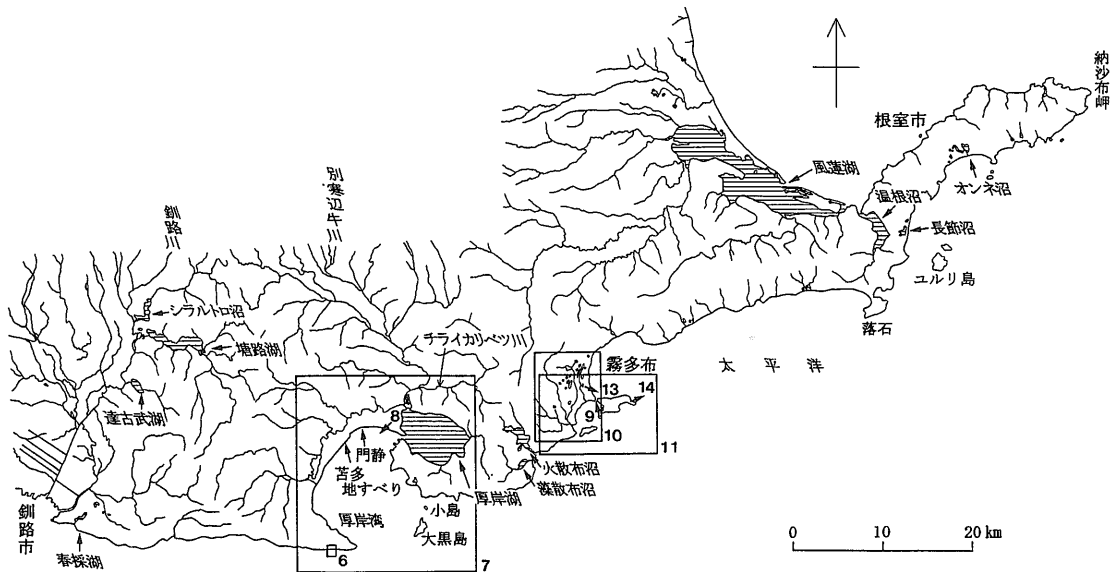 納沙布岬
根室市
風蓮湖
オンネ沼
温根沼
長節沼
ユルリ島
落石
別寒辺牛川
釧路川
シラルトロ沼
塘路湖
チライカリベツ川
霧多布
太平洋
達古武湖
13
14
9
10
11
8
門静
苫多
地すべり
厚岸湖
火散布沼
藻散布沼
小島
厚岸湾
大黒島
釧路市
春採湖
6
7
0 10 20 km